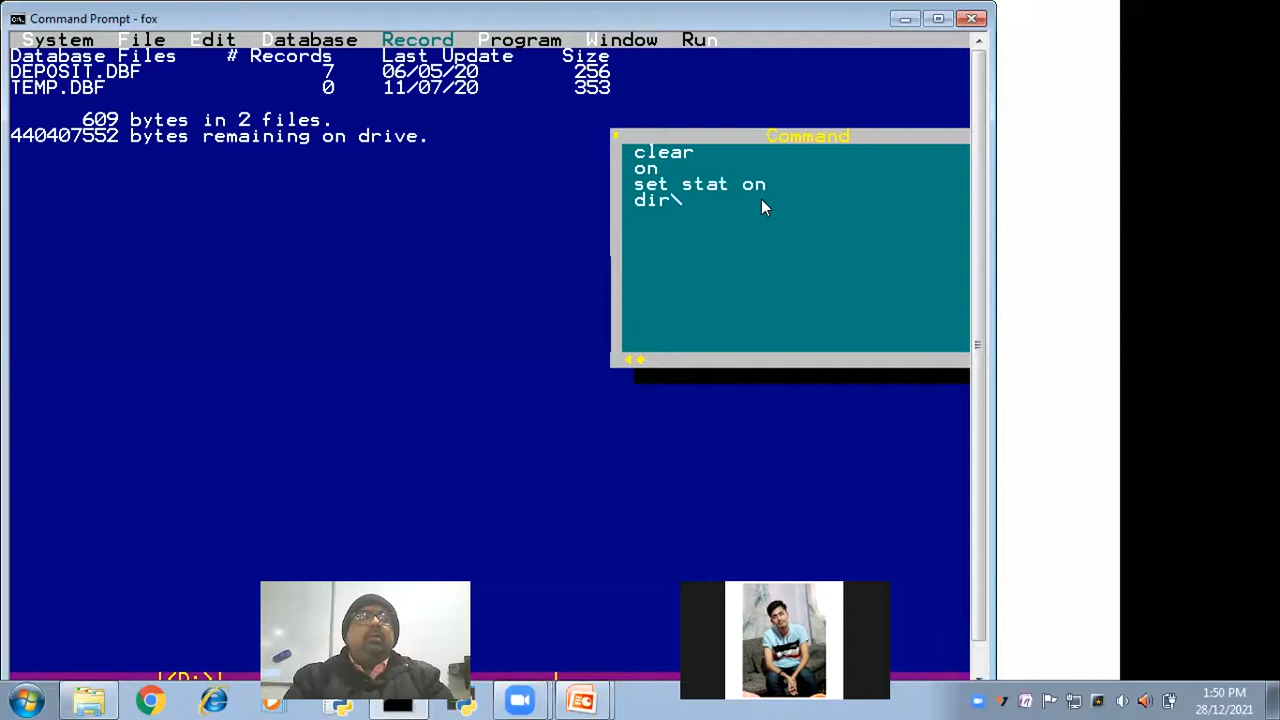 Command Prompt - fox
System File Edit Database Record Program Window Run
Database Files # Records Last Update Size
DEPOSIT.DBF 7 06/05/20 256
TEMP.DBF 0 11/07/20 353
609 bytes in 2 files.
440407552 bytes remaining on drive.
Command
clear
on
set stat on
dir\
1:50 PM
28/12/2021